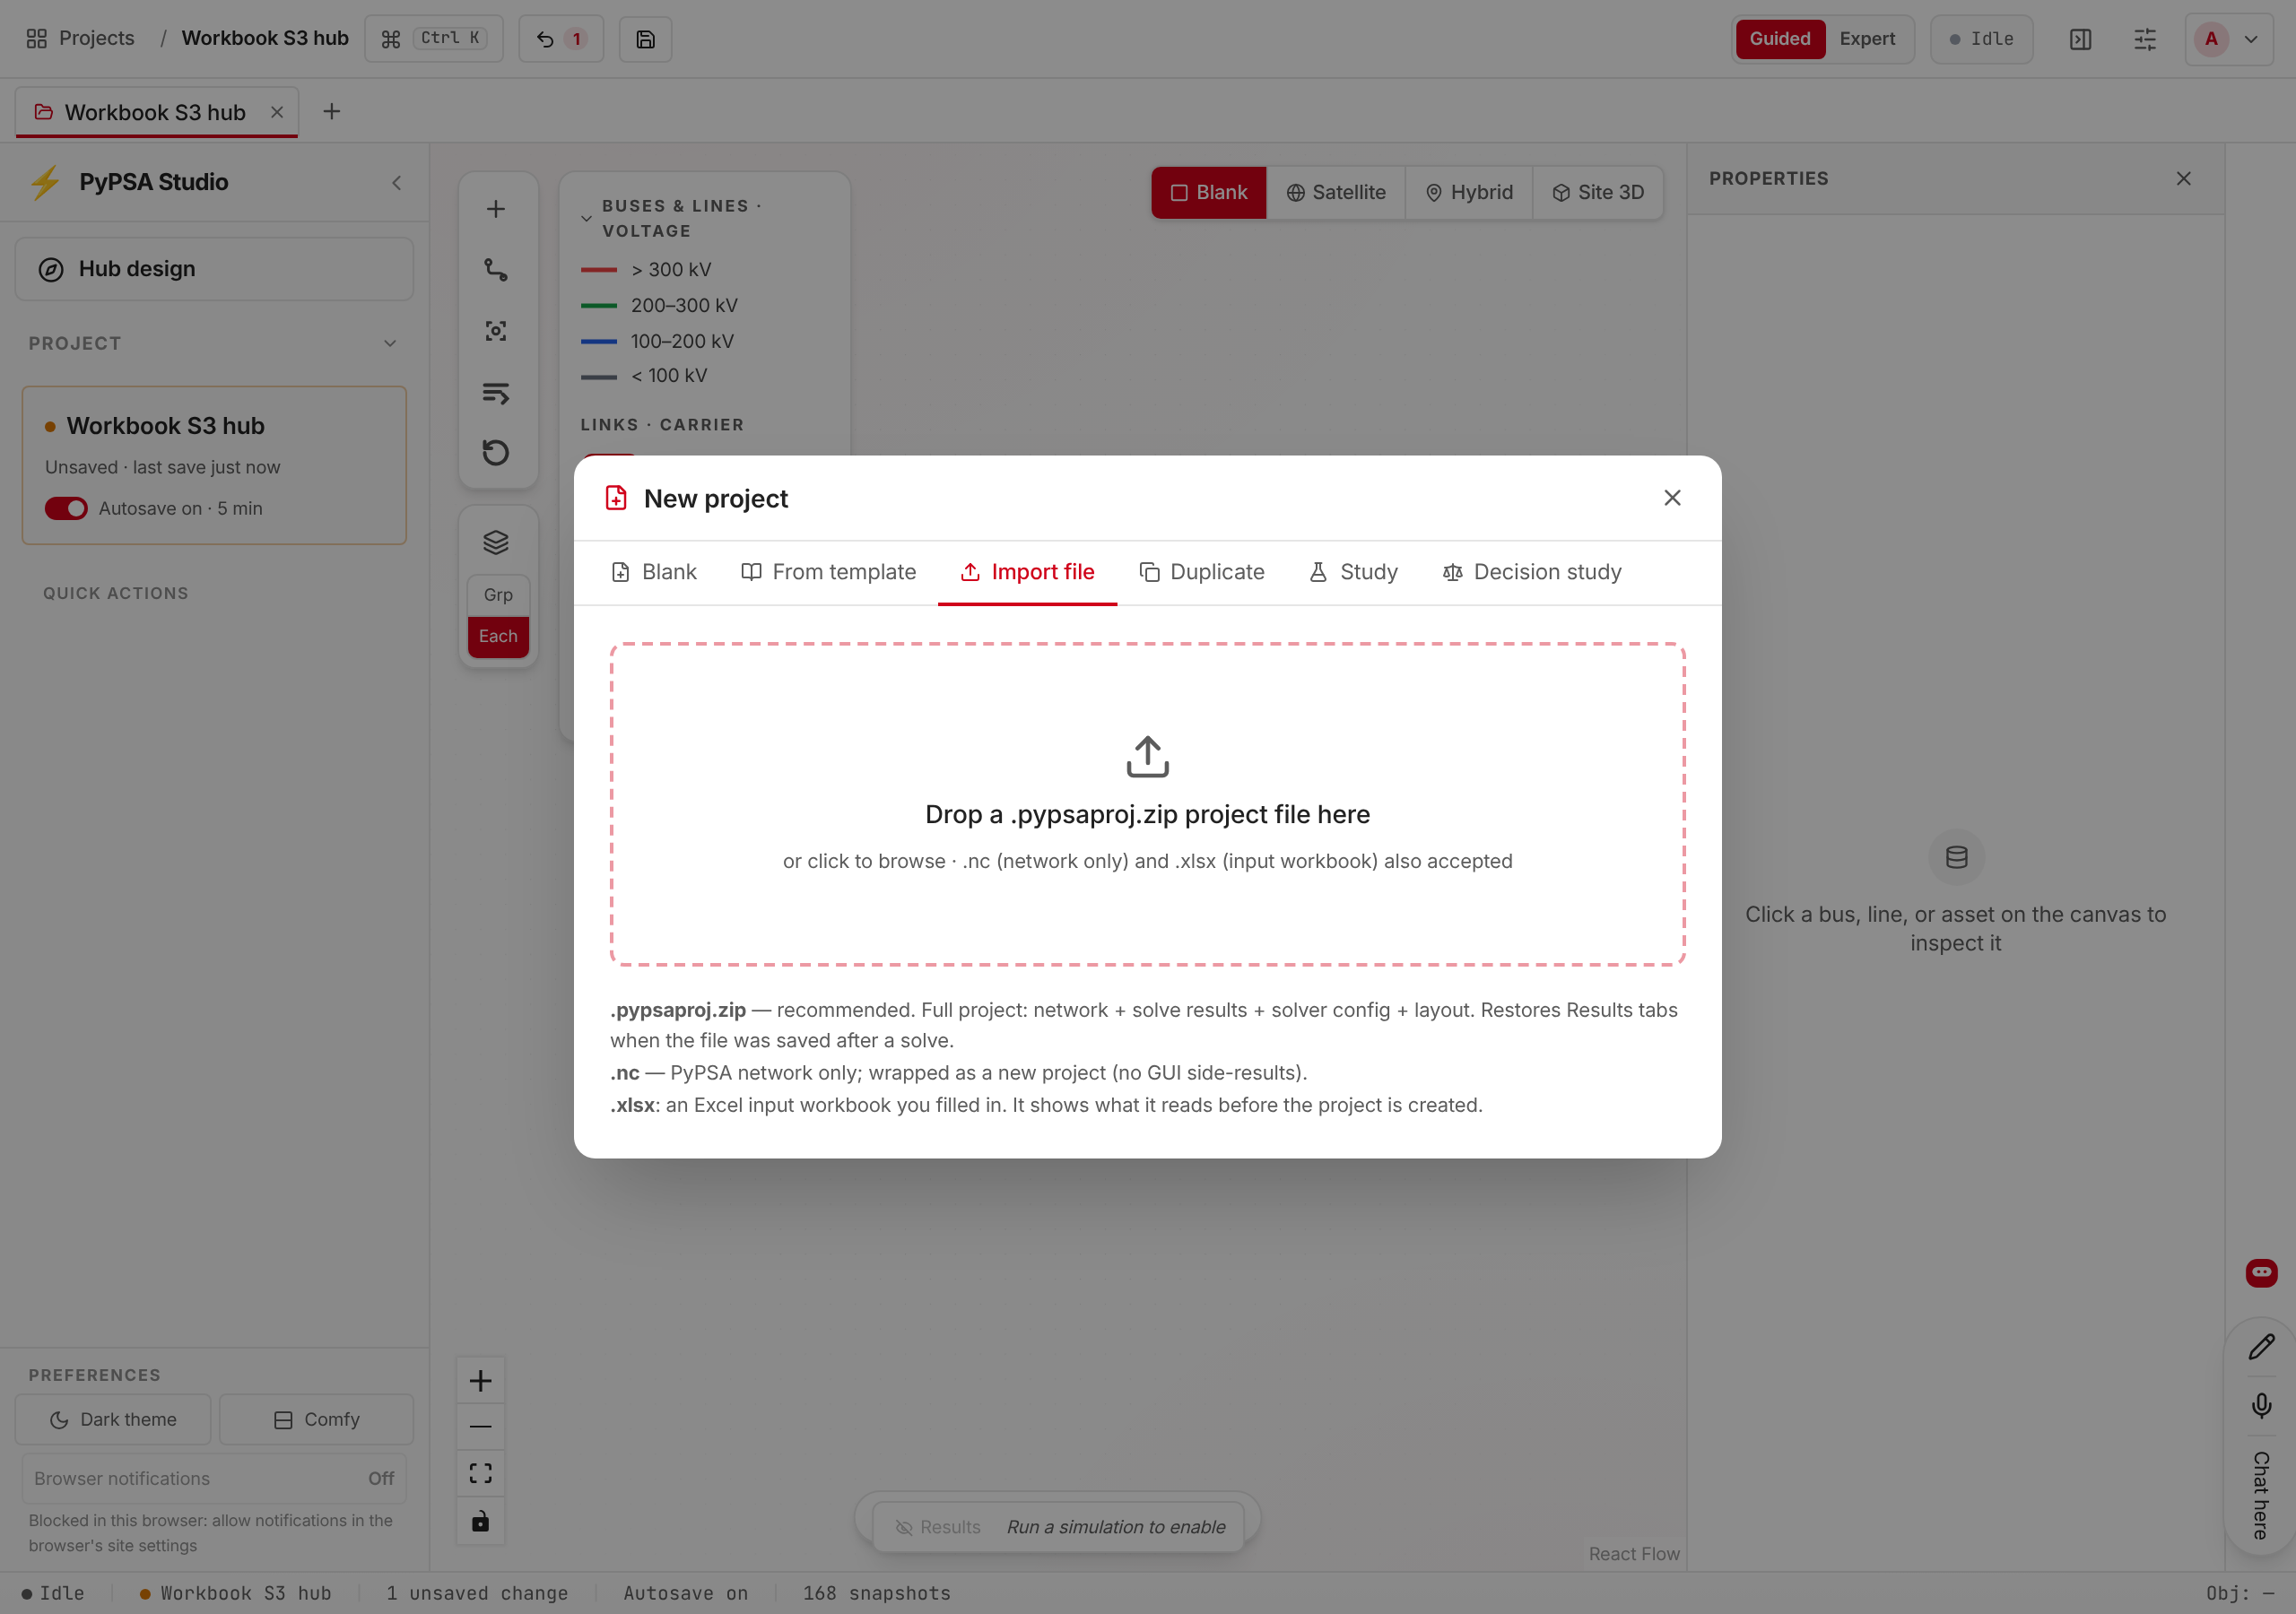 Projects / Workbook S3 hub
Ctrl K
1
Guided
Expert
Idle
A
Workbook S3 hub
PyPSA Studio
Hub design
PROJECT
Workbook S3 hub
Unsaved · last save just now
Autosave on · 5 min
QUICK ACTIONS
PREFERENCES
Dark theme
Comfy
Browser notifications
Off
Blocked in this browser: allow notifications in the
browser's site settings
Grp
Each
BUSES & LINES ·
VOLTAGE
> 300 kV
200–300 kV
100–200 kV
< 100 kV
LINKS · CARRIER
Blank
Satellite
Hybrid
Site 3D
PROPERTIES
Click a bus, line, or asset on the canvas to
inspect it
New project
Blank
From template
Import file
Duplicate
Study
Decision study
Drop a .pypsaproj.zip project file here
or click to browse · .nc (network only) and .xlsx (input workbook) also accepted
.pypsaproj.zip — recommended. Full project: network + solve results + solver config + layout. Restores Results tabs
when the file was saved after a solve.
.nc — PyPSA network only; wrapped as a new project (no GUI side-results).
.xlsx: an Excel input workbook you filled in. It shows what it reads before the project is created.
Results
Run a simulation to enable
React Flow
Chat here
Idle
Workbook S3 hub
1 unsaved change
Autosave on
168 snapshots
Obj: —